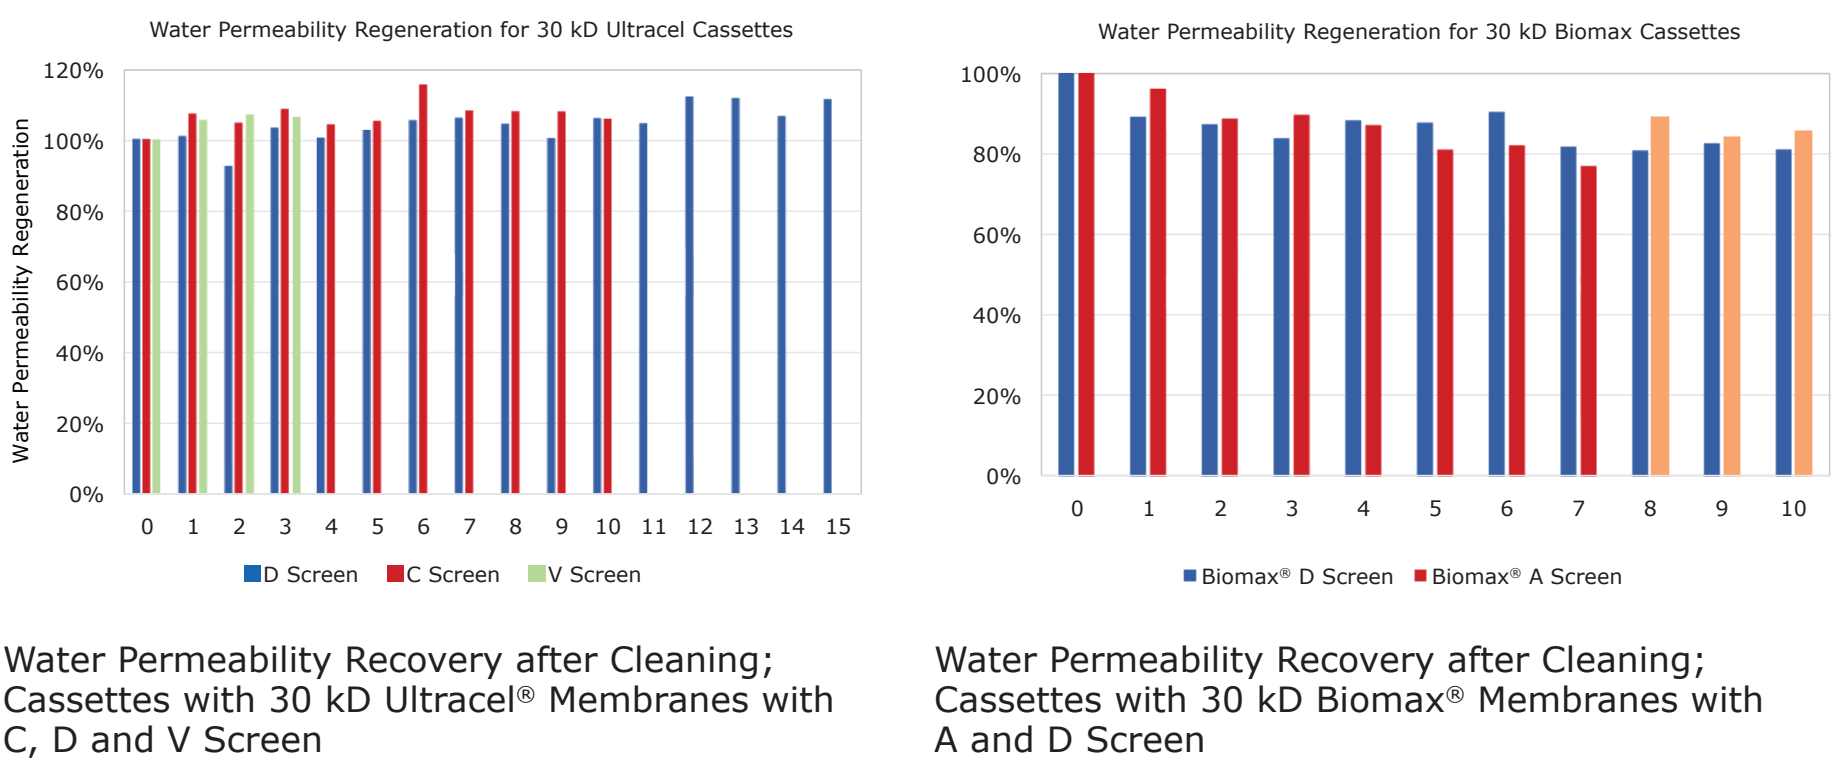 Water Permeability Regeneration for 30 kD Ultracel Cassettes
Water Permeability Regeneration
120%
100%
80%
60%
40%
20%
0%
0 1 2 3 4 5 6 7 8 9 10 11 12 13 14 15
D Screen C Screen V Screen
Water Permeability Recovery after Cleaning;
Cassettes with 30 kD Ultracel® Membranes with
C, D and V Screen
Water Permeability Regeneration for 30 kD Biomax Cassettes
100%
80%
60%
40%
20%
0%
0 1 2 3 4 5 6 7 8 9 10
Biomax® D Screen Biomax® A Screen
Water Permeability Recovery after Cleaning;
Cassettes with 30 kD Biomax® Membranes with
A and D Screen